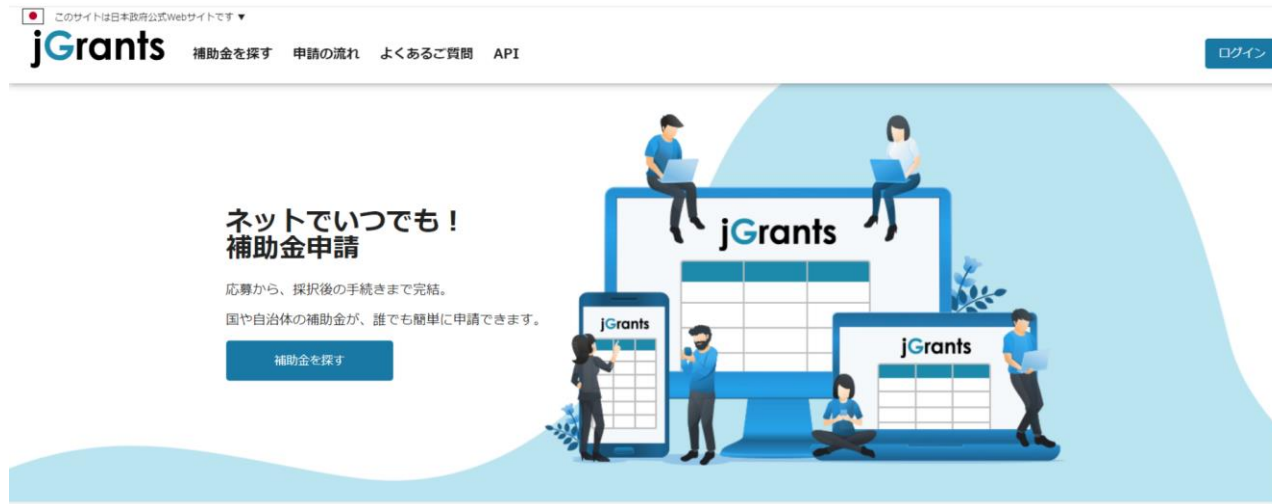 このサイトは日本政府公式Webサイトです ▼
jGrants 補助金を探す 申請の流れ よくあるご質問 API ログイン
ネットでいつでも！
補助金申請
応募から、採択後の手続きまで完結。
国や自治体の補助金が、誰でも簡単に申請できます。
補助金を探す
jGrants
jGrants
jGrants